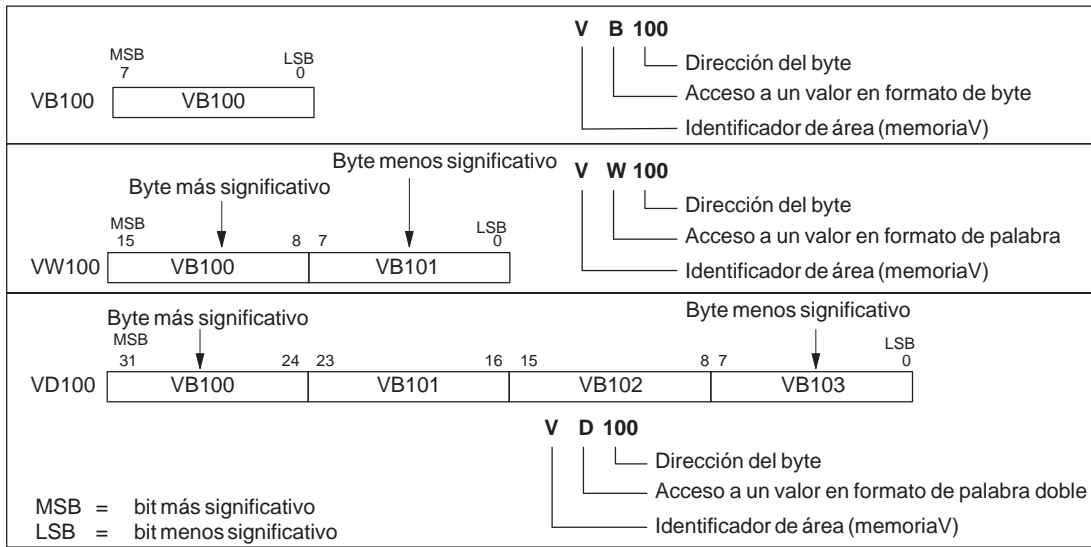 V B 100
MSB LSB
7 0
VB100 VB100
Dirección del byte
Acceso a un valor en formato de byte
Identificador de área (memoriaV)
Byte más significativo
Byte menos significativo
V W 100
MSB LSB
15 8 7 0
VW100 VB100 VB101
Dirección del byte
Acceso a un valor en formato de palabra
Identificador de área (memoriaV)
Byte más significativo Byte menos significativo
MSB LSB
31 24 23 16 15 8 7 0
VD100 VB100 VB101 VB102 VB103
V D 100
Dirección del byte
Acceso a un valor en formato de palabra doble
Identificador de área (memoriaV)
MSB = bit más significativo
LSB = bit menos significativo